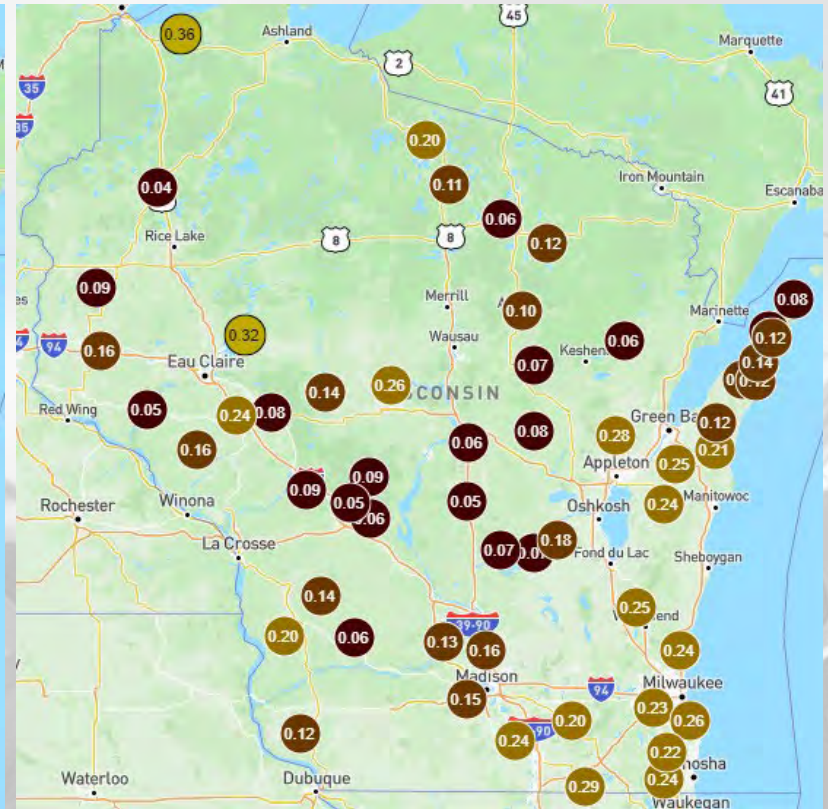 45
0.36
Ashland
Marquette
2
35
41
35
0.20
Iron Mountain
0.04
0.11
Escanaba
0.06
Rice Lake
8
8
0.12
0.09
Merrill
0.08
0.10
Marinette
0.32
Wausau
0.12
94
0.16
Eau Claire
0.06
0.07
0.14
0.26
0.14
0.12
CONSIN
Red Wing
0.05
0.24
0.08
0.12
0.28
0.08
0.06
0.21
0.16
Appleton
0.25
0.09
0.09
Winona
0.05
0.05
0.24
Manitowoc
Rochester
0.06
Oshkosh
La Crosse
0.07
0.18
Fond du Lac
Sheboygan
0.14
0.25
39-90
0.20
0.06
0.13
0.16
0.24
Madison
94
Milwaukee
0.15
0.23
0.20
0.26
0.12
0.24
90
0.22
Waterloo
Dubuque
0.29
0.24
Waukegan